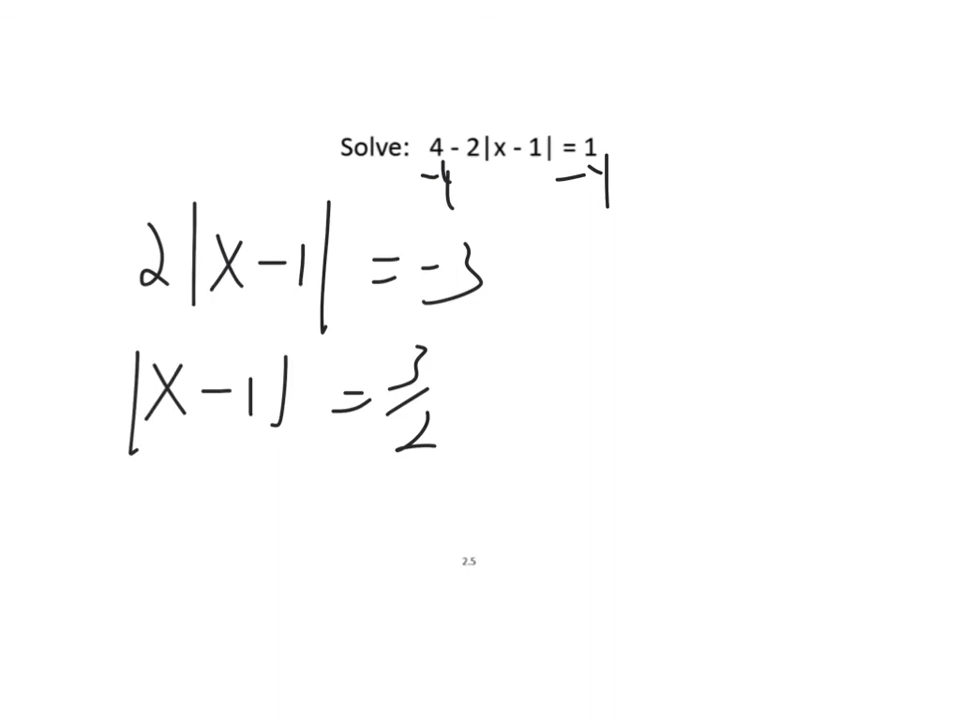 Solve: 4 - 2|x - 1| = 1
-4 -4
2|x-1| = -3
|x-1| = 3/2
2.5